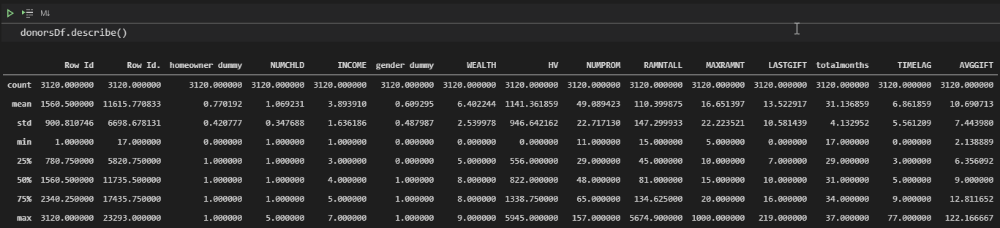 M↓
donorsDf.describe()
Row Id Row Id. homeowner dummy NUMCHLD INCOME gender dummy WEALTH HV NUMPROM RAMNTALL MAXRAMNT LASTGIFT totalmonths TIMELAG AVGGIFT
count 3120.000000 3120.000000 3120.000000 3120.000000 3120.000000 3120.000000 3120.000000 3120.000000 3120.000000 3120.000000 3120.000000 3120.000000 3120.000000 3120.000000 3120.000000
mean 1560.500000 11615.770833 0.770192 1.069231 3.893910 0.609295 6.402244 1141.361859 49.089423 110.399875 16.651397 13.522917 31.136859 6.861859 10.690713
std 900.810746 6698.678131 0.420777 0.347688 1.636186 0.487987 2.539978 946.642162 22.717130 147.299933 22.223521 10.581439 4.132952 5.561209 7.443980
min 1.000000 17.000000 0.000000 1.000000 1.000000 0.000000 0.000000 0.000000 11.000000 15.000000 5.000000 0.000000 17.000000 0.000000 2.138889
25% 780.750000 5820.750000 1.000000 1.000000 3.000000 0.000000 5.000000 556.000000 29.000000 45.000000 10.000000 7.000000 29.000000 3.000000 6.356092
50% 1560.500000 11735.500000 1.000000 1.000000 4.000000 1.000000 8.000000 822.000000 48.000000 81.000000 15.000000 10.000000 31.000000 5.000000 9.000000
75% 2340.250000 17435.750000 1.000000 1.000000 5.000000 1.000000 8.000000 1338.750000 65.000000 134.625000 20.000000 16.000000 34.000000 9.000000 12.811652
max 3120.000000 23293.000000 1.000000 5.000000 7.000000 1.000000 9.000000 5945.000000 157.000000 5674.900000 1000.000000 219.000000 37.000000 77.000000 122.166667